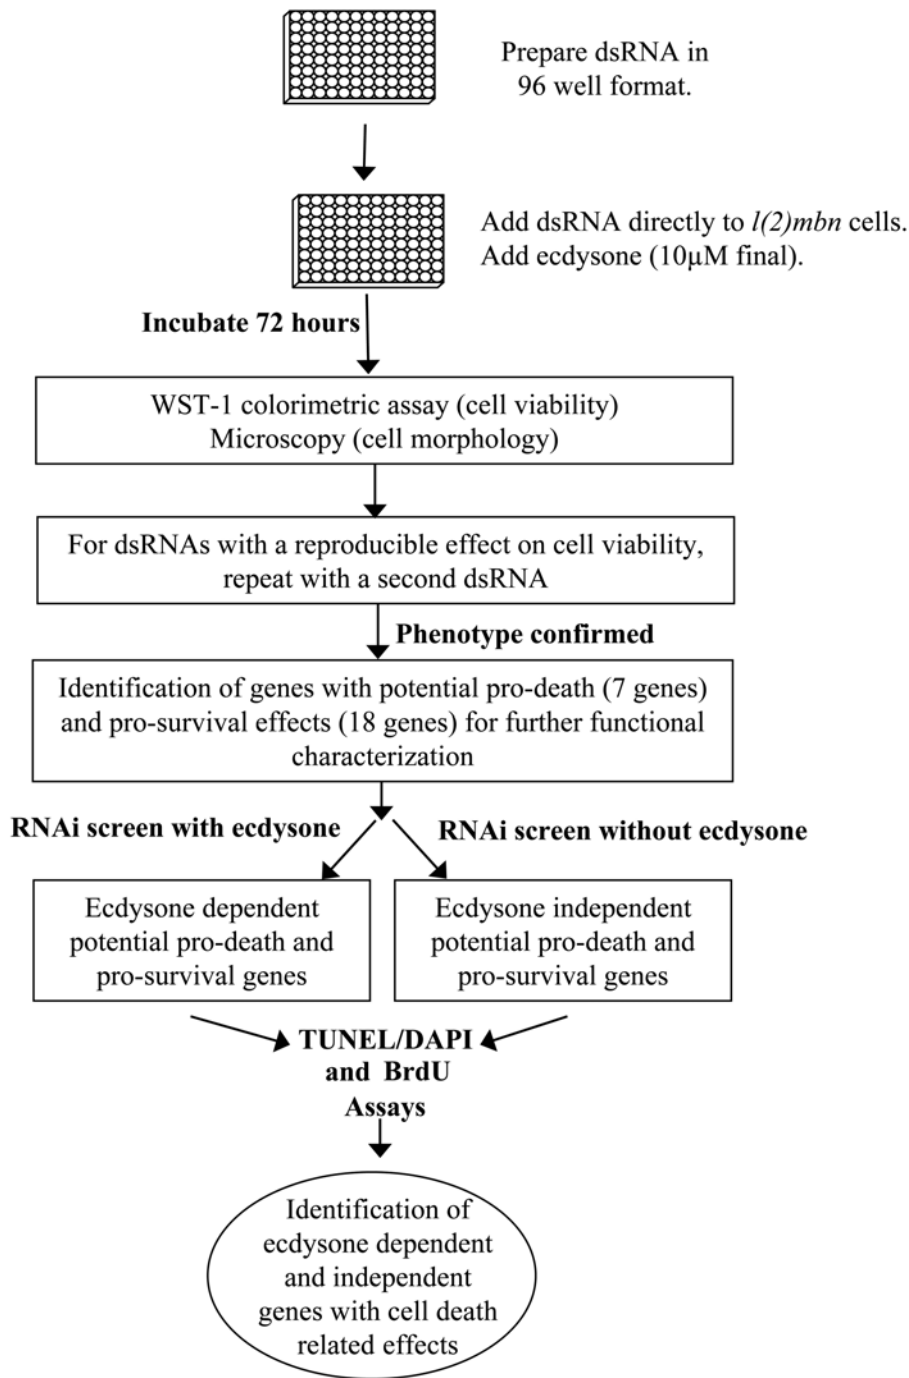 Prepare dsRNA in
96 well format.
Add dsRNA directly to l(2)mbn cells.
Add ecdysone (10µM final).
Incubate 72 hours
WST-1 colorimetric assay (cell viability)
Microscopy (cell morphology)
For dsRNAs with a reproducible effect on cell viability,
repeat with a second dsRNA
Phenotype confirmed
Identification of genes with potential pro-death (7 genes)
and pro-survival effects (18 genes) for further functional
characterization
RNAi screen with ecdysone
RNAi screen without ecdysone
Ecdysone dependent
potential pro-death and
pro-survival genes
Ecdysone independent
potential pro-death and
pro-survival genes
TUNEL/DAPI
and BrdU
Assays
Identification of
ecdysone dependent
and independent
genes with cell death
related effects